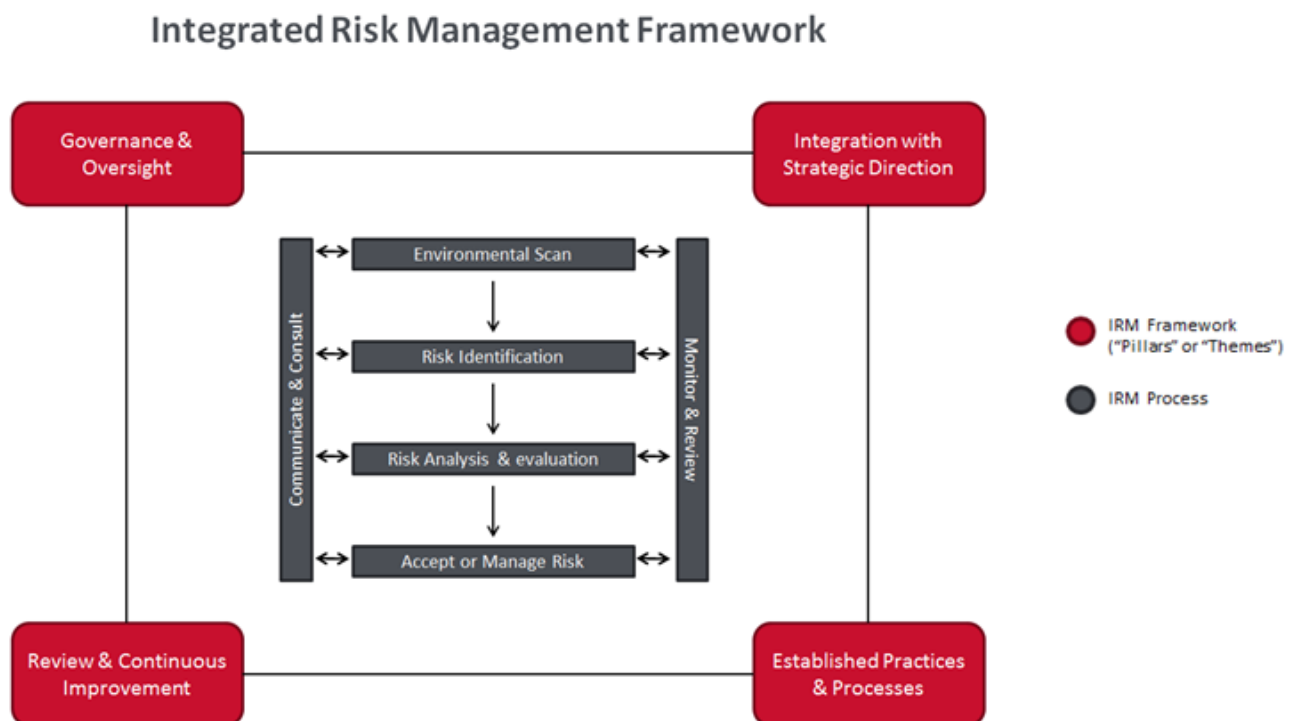 Integrated Risk Management Framework
Governance &
Oversight
Integration with
Strategic Direction
Communicate & Consult
Environmental Scan
Risk Identification
Risk Analysis & evaluation
Accept or Manage Risk
Monitor & Review
IRM Framework
("Pillars" or "Themes")
IRM Process
Review & Continuous
Improvement
Established Practices
& Processes